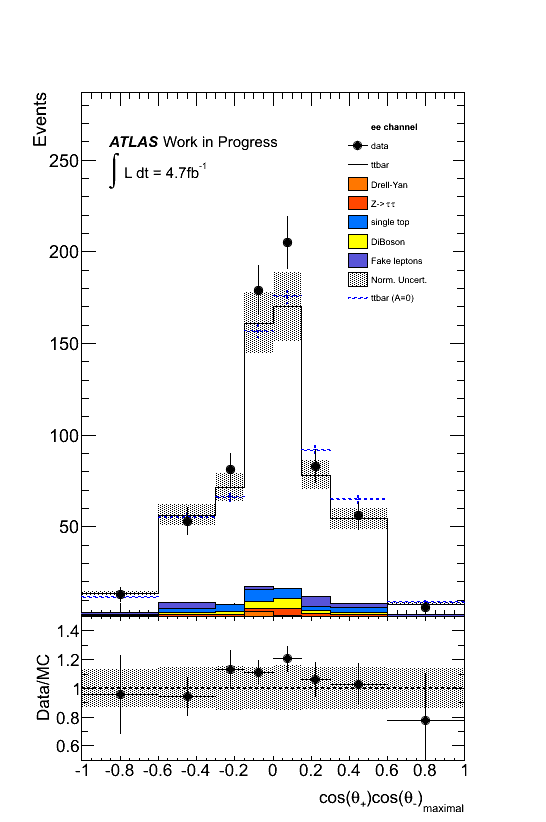 Events
ATLAS Work in Progress
∫ L dt = 4.7fb⁻¹
ee channel
data
ttbar
Drell-Yan
Z->ττ
single top
DiBoson
Fake leptons
Norm. Uncert.
ttbar (A=0)
250
200
150
100
50
Data/MC
1.4
1.2
1
0.8
0.6
-1 -0.8 -0.6 -0.4 -0.2 0 0.2 0.4 0.6 0.8 1
cos(θ₊)cos(θ₋)maximal